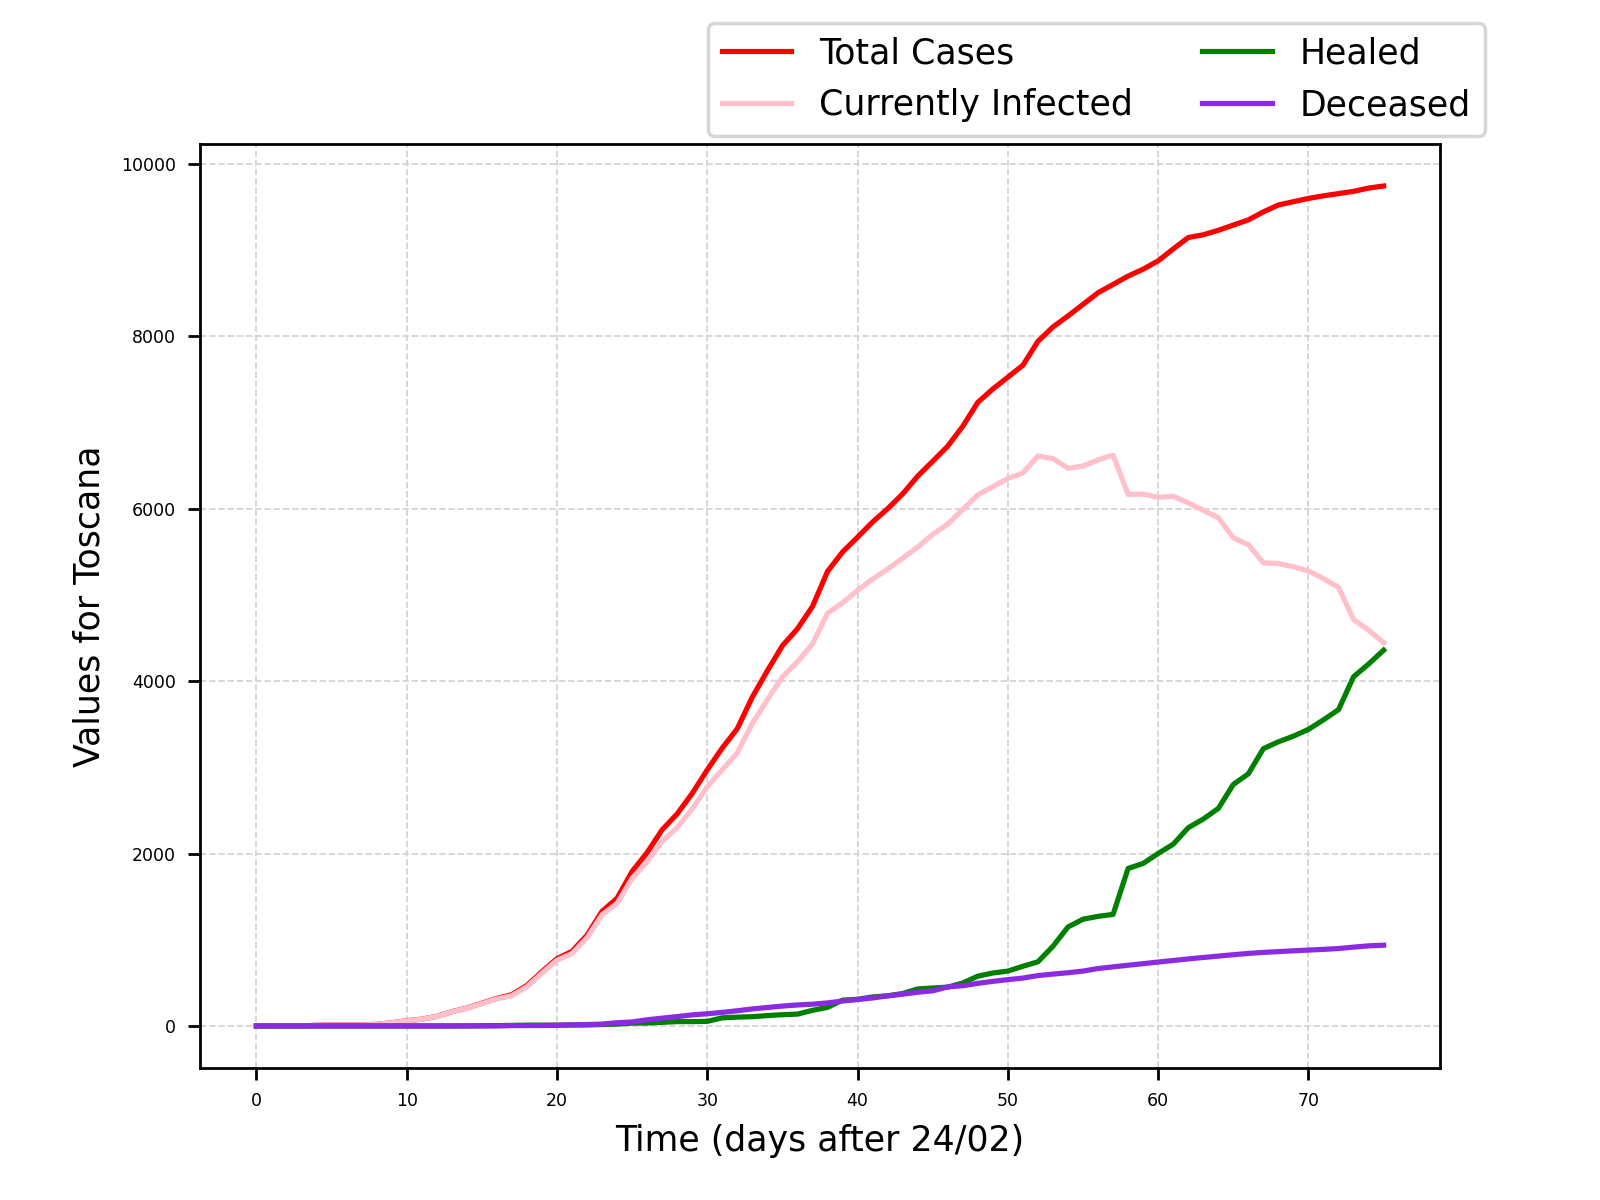 Total Cases
Currently Infected
Healed
Deceased
10000
8000
6000
4000
2000
0
Values for Toscana
0 10 20 30 40 50 60 70
Time (days after 24/02)